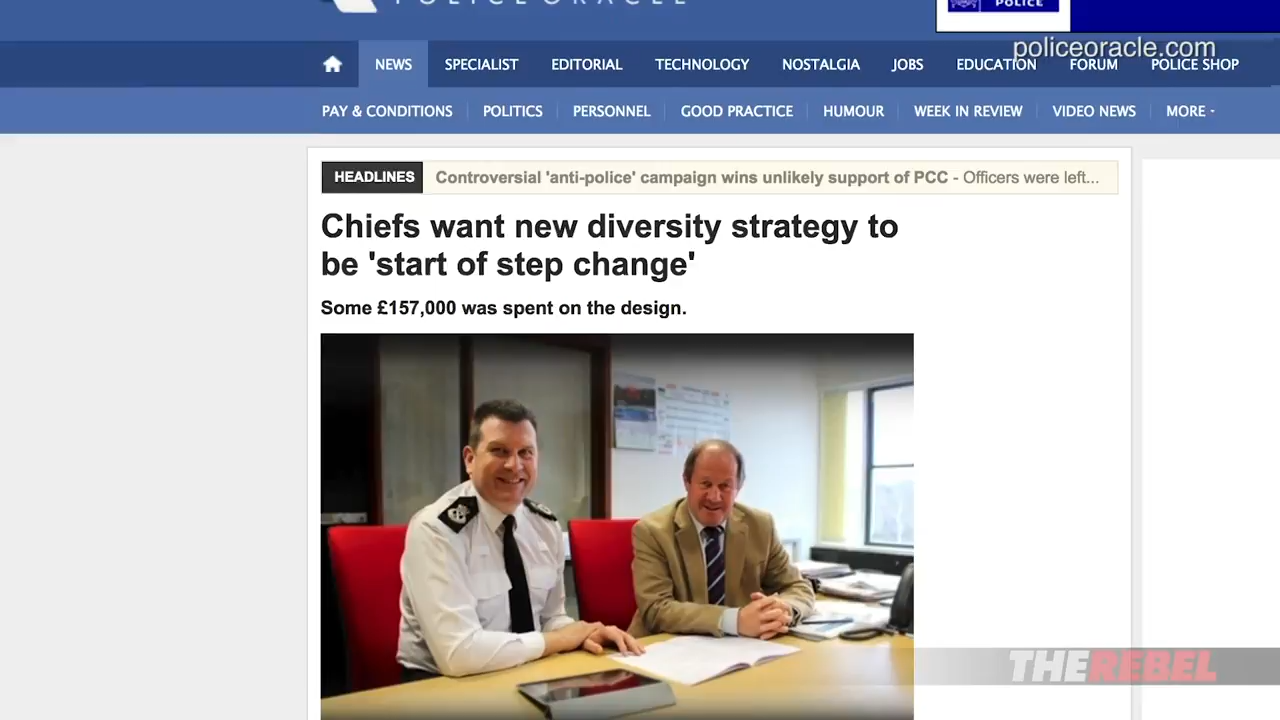 POLICEORACLE
POLICE
policeoracle.com
NEWS SPECIALIST EDITORIAL TECHNOLOGY NOSTALGIA JOBS EDUCATION FORUM POLICE SHOP
PAY & CONDITIONS POLITICS PERSONNEL GOOD PRACTICE HUMOUR WEEK IN REVIEW VIDEO NEWS MORE
HEADLINES Controversial 'anti-police' campaign wins unlikely support of PCC - Officers were left...
Chiefs want new diversity strategy to
be 'start of step change'
Some £157,000 was spent on the design.
THEREBEL